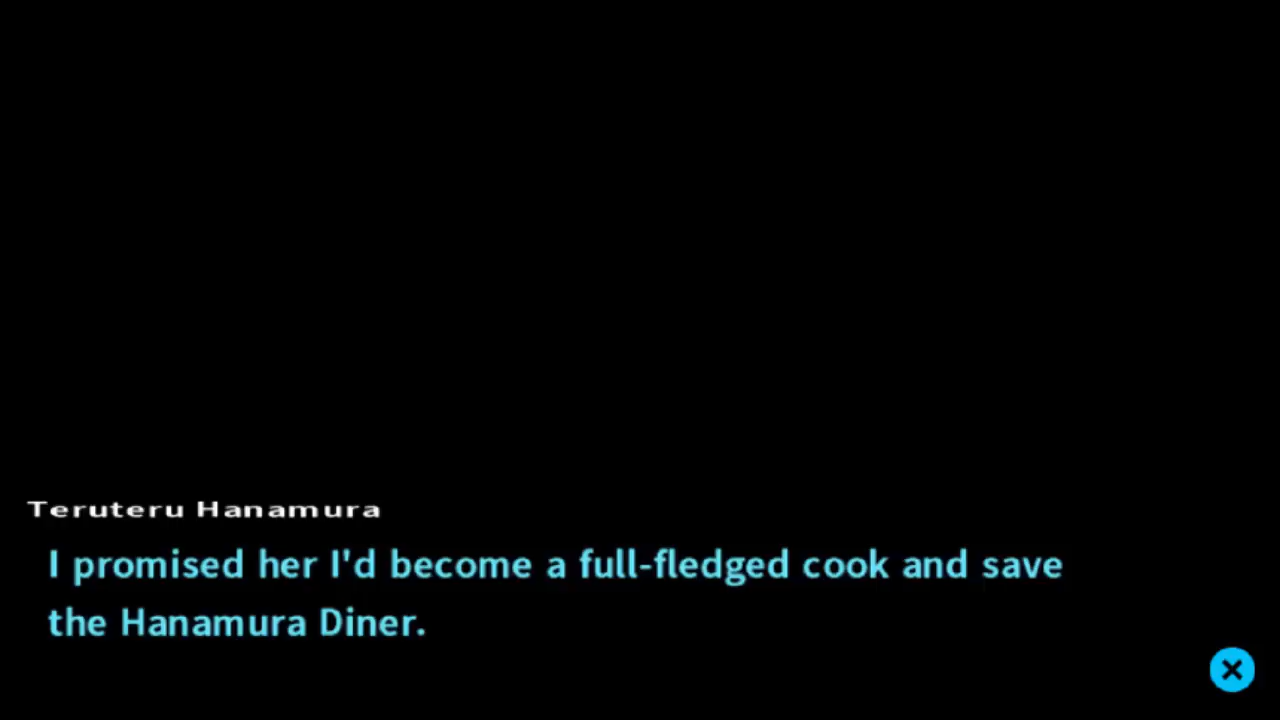 Teruteru Hanamura
I promised her I'd become a full-fledged cook and save
the Hanamura Diner.